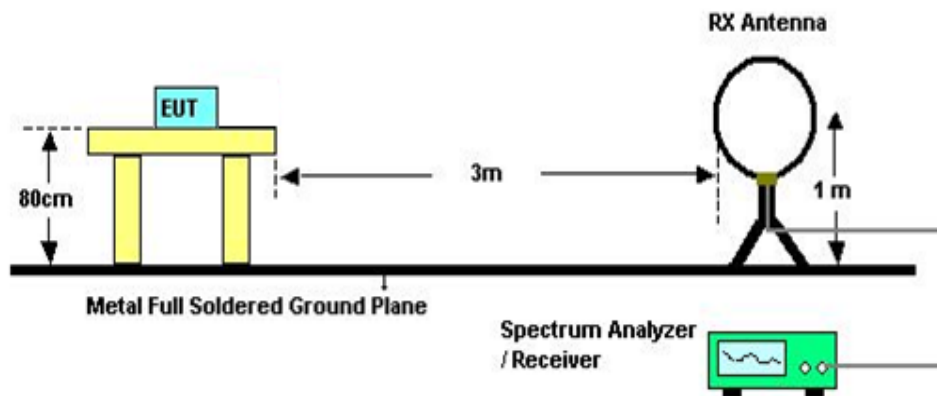 RX Antenna
EUT
80cm
3m
1 m
Metal Full Soldered Ground Plane
Spectrum Analyzer
/ Receiver